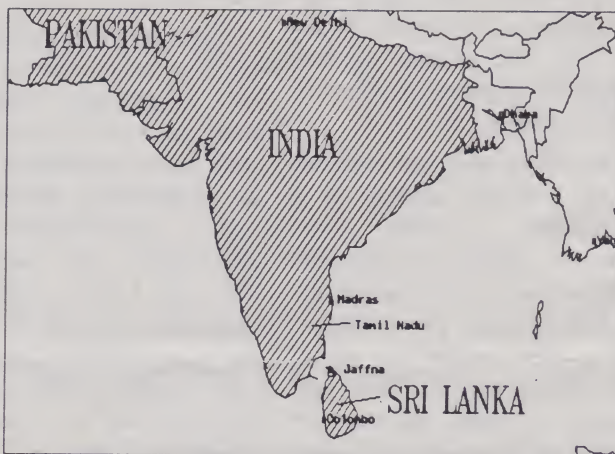 New Delhi
PAKISTAN
Dhaka
INDIA
Madras
Tamil Nadu
Jaffna
SRI LANKA
Colombo